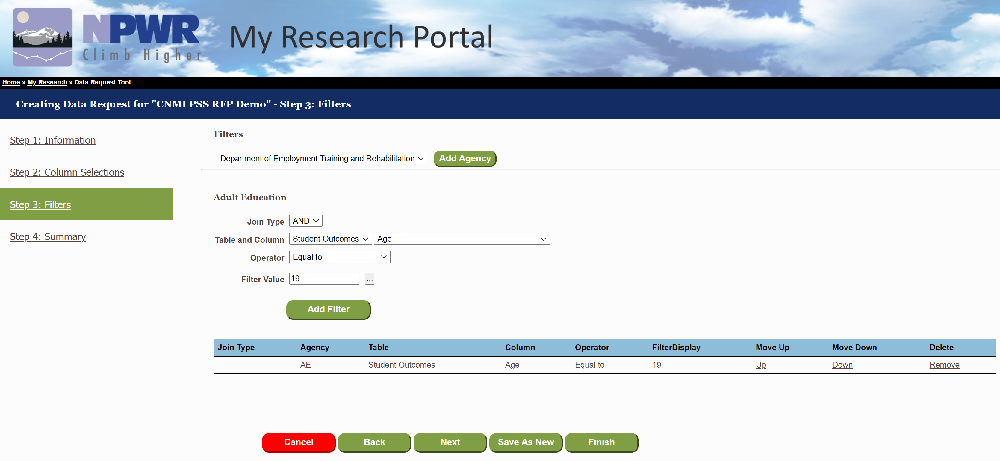 NPWR
Climb Higher
My Research Portal
Home » My Research » Data Request Tool
Creating Data Request for "CNMI PSS RFP Demo" - Step 3: Filters
Step 1: Information
Step 2: Column Selections
Step 3: Filters
Step 4: Summary
Filters
Department of Employment Training and Rehabilitation Add Agency
Adult Education
Join Type AND
Table and Column Student Outcomes Age
Operator Equal to
Filter Value 19 ...
Add Filter
Join Type Agency Table Column Operator FilterDisplay Move Up Move Down Delete
AE Student Outcomes Age Equal to 19 Up Down Remove
Cancel Back Next Save As New Finish